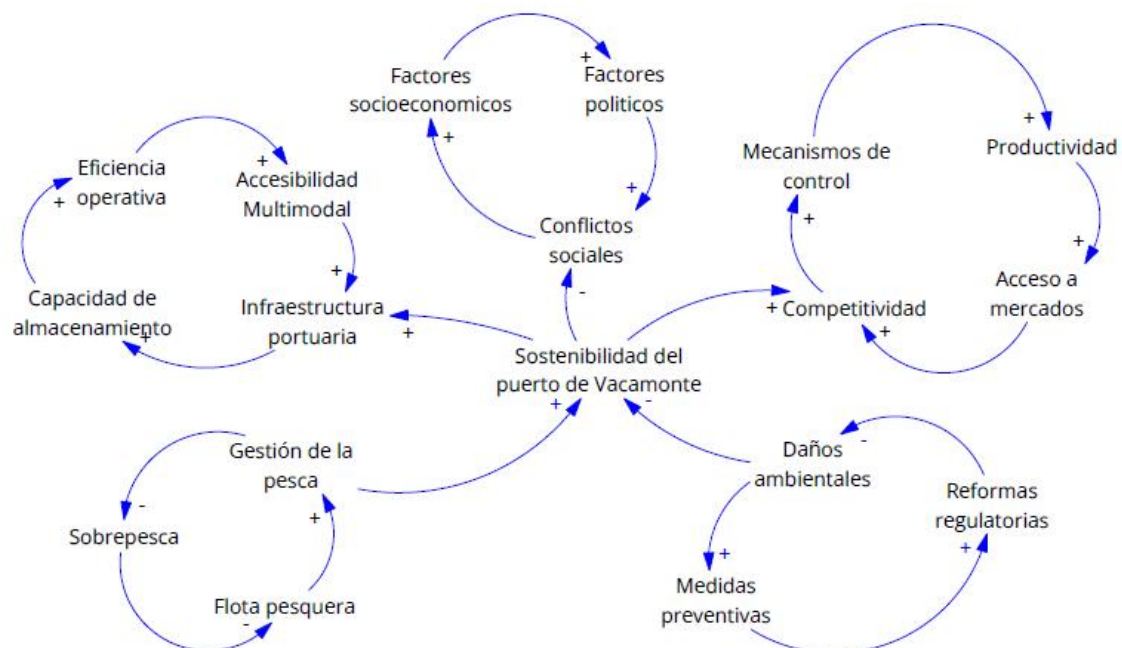 Factores
socioeconomicos
+
Factores
politicos
+
+
Conflictos
sociales
-
Eficiencia
operativa
+
+
Accesibilidad
Multimodal
+
Capacidad de
almacenamiento
+
Infraestructura
portuaria
+
Mecanismos de
control
+
+
Productividad
+
Acceso a
mercados
+
Competitividad
+
Sostenibilidad del
puerto de Vacamonte
+
-
Gestión de la
pesca
+
-
Sobrepesca
Flota pesquera
-
Daños
ambientales
-
Reformas
regulatorias
+
+
Medidas
preventivas